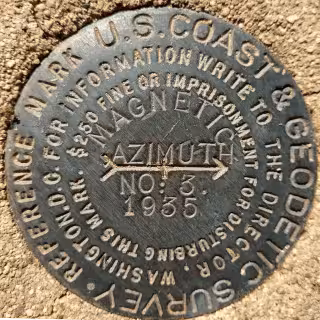 U.S. COAST & GEODETIC SURVEY. REFERENCE MARK
FOR INFORMATION WRITE TO THE DIRECTOR, WASHINGTON, D.C.
$250 FINE OR IMPRISONMENT FOR DISTURBING THIS MARK.
MAGNETIC
AZIMUTH
NO: 3.
1935